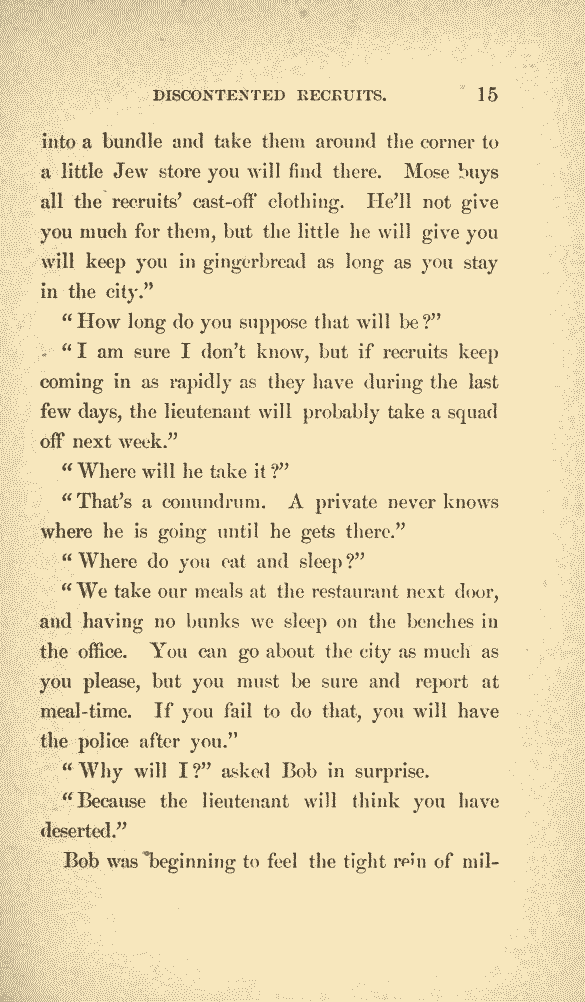 DISCONTENTED RECRUITS. 15
into a bundle and take them around the corner to
a little Jew store you will find there. Mose buys
all the recruits’ cast-off clothing. He’ll not give
you much for them, but the little he will give you
will keep you in gingerbread as long as you stay
in the city.”
“How long do you suppose that will be?”
“I am sure I don’t know, but if recruits keep
coming in as rapidly as they have during the last
few days, the lieutenant will probably take a squad
off next week.”
“Where will he take it?”
“That’s a conundrum. A private never knows
where he is going until he gets there.”
“Where do you eat and sleep?”
“We take our meals at the restaurant next door,
and having no bunks we sleep on the benches in
the office. You can go about the city as much as
you please, but you must be sure and report at
meal-time. If you fail to do that, you will have
the police after you.”
“Why will I?” asked Bob in surprise.
“Because the lieutenant will think you have
deserted.”
Bob was beginning to feel the tight rein of mil-